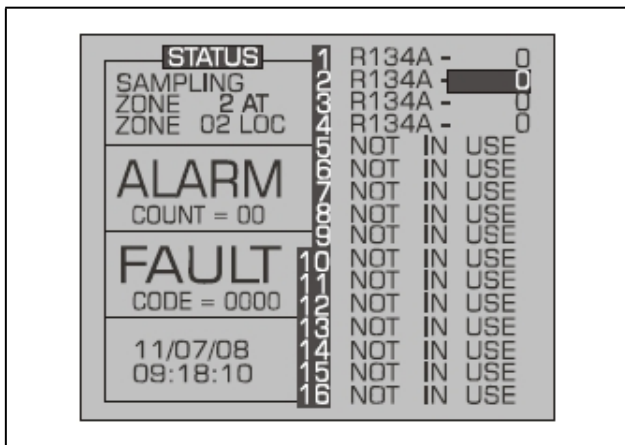 STATUS
SAMPLING
ZONE 2 AT
ZONE 02 LOC
ALARM
COUNT = 00
FAULT
CODE = 0000
11/07/08
09:18:10
1 R134A - 0
2 R134A - 0
3 R134A - 0
4 R134A - 0
5 NOT IN USE
6 NOT IN USE
7 NOT IN USE
8 NOT IN USE
9 NOT IN USE
10 NOT IN USE
11 NOT IN USE
12 NOT IN USE
13 NOT IN USE
14 NOT IN USE
15 NOT IN USE
16 NOT IN USE